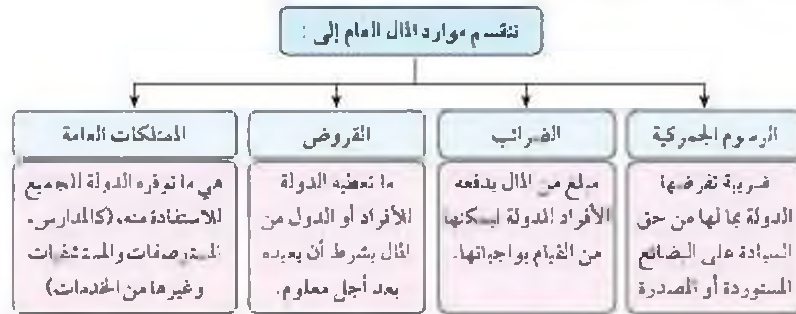 تنقسم موارد المال العام إلى :
الرسوم الجمركية
ضريبة تفرضها
الدولة بما لها من حق
السيادة على البضائع
المستوردة أو المصدرة
الضرائب
مبلغ من المال يدفعه
الأفراد للدولة ليمكنها
من القيام بواجباتها.
القروض
ما تعطيه الدولة
للأفراد أو الدول من
المال بشرط أن يعيده
بعد أجل معلوم.
الممتلكات العامة
هي ما توفره الدولة للجميع
للاستفادة منه، (كالمدارس،
المستوصفات والمستشفيات
وغيرها من الخدمات)